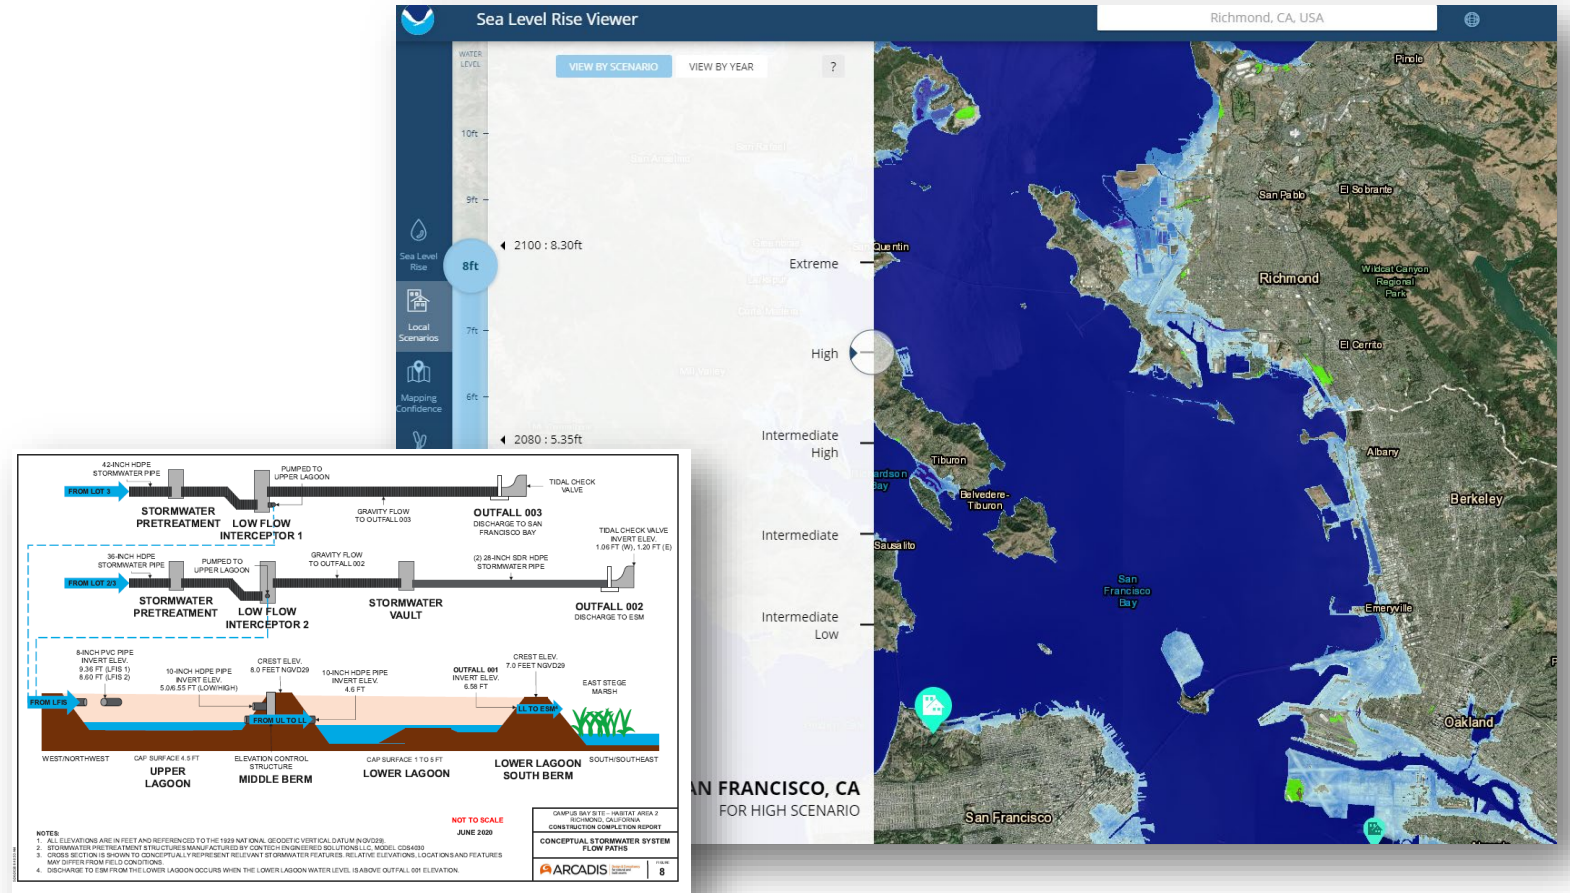 Sea Level Rise Viewer
Richmond, CA, USA
WATER
LEVEL
VIEW BY SCENARIO
VIEW BY YEAR
?
10ft
9ft
8ft
7ft
6ft
2100 : 8.30ft
2080 : 5.35ft
Sea Level
Rise
Local
Scenarios
Mapping
Confidence
Extreme
High
Intermediate
High
Intermediate
Intermediate
Low
AN FRANCISCO, CA
FOR HIGH SCENARIO
Pinole
San Pablo
El Sobrante
Quentin
Richmond
Wildcat Canyon
Regional
Park
El Cerrito
Mill Valley
Albany
Tiburon
Belvedere-
Tiburon
Bay
Berkeley
Sausalito
San
Francisco
Bay
Emeryville
Oakland
San Francisco
42-INCH HDPE
STORMWATER PIPE
PUMPED TO
UPPER LAGOON
TIDAL CHECK
VALVE
FROM LOT 3
STORMWATER
PRETREATMENT
LOW FLOW
INTERCEPTOR 1
GRAVITY FLOW
TO OUTFALL 003
OUTFALL 003
DISCHARGE TO SAN
FRANCISCO BAY
TIDAL CHECK VALVE
INVERT ELEV.
1.06 FT (W), 1.20 FT (E)
36-INCH HDPE
STORMWATER PIPE
PUMPED TO
UPPER LAGOON
GRAVITY FLOW
TO OUTFALL 002
(2) 28-INCH SDR HDPE
STORMWATER PIPE
FROM LOT 2/3
STORMWATER
PRETREATMENT
LOW FLOW
INTERCEPTOR 2
STORMWATER
VAULT
OUTFALL 002
DISCHARGE TO ESM
8-INCH PVC PIPE
INVERT ELEV.
9.36 FT (LFIS 1)
8.60 FT (LFIS 2)
10-INCH HDPE PIPE
INVERT ELEV.
5.0/6.55 FT (LOW/HIGH)
CREST ELEV.
8.0 FEET NGVD29
10-INCH HDPE PIPE
INVERT ELEV.
4.6 FT
OUTFALL 001
INVERT ELEV.
6.58 FT
CREST ELEV.
7.0 FEET NGVD29
EAST STEGE
MARSH
FROM LFIS
FROM UL TO LL
LL TO ESM⁴
WEST/NORTHWEST
CAP SURFACE 4.5 FT
UPPER
LAGOON
ELEVATION CONTROL
STRUCTURE
MIDDLE BERM
CAP SURFACE 1 TO 5 FT
LOWER LAGOON
LOWER LAGOON
SOUTH BERM
SOUTH/SOUTHEAST
NOT TO SCALE
JUNE 2020
NOTES:
1. ALL ELEVATIONS ARE IN FEET AND REFERENCED TO THE 1929 NATIONAL GEODETIC VERTICAL DATUM (NGVD29).
2. STORMWATER PRETREATMENT STRUCTURES MANUFACTURED BY CONTECH ENGINEERED SOLUTIONS LLC, MODEL CDS4030
3. CROSS SECTION IS SHOWN TO CONCEPTUALLY REPRESENT RELEVANT STORMWATER FEATURES. RELATIVE ELEVATIONS, LOCATIONS AND FEATURES
MAY DIFFER FROM FIELD CONDITIONS.
4. DISCHARGE TO ESM FROM THE LOWER LAGOON OCCURS WHEN THE LOWER LAGOON WATER LEVEL IS ABOVE OUTFALL 001 ELEVATION.
CAMPUS BAY SITE – HABITAT AREA 2
RICHMOND, CALIFORNIA
CONSTRUCTION COMPLETION REPORT
CONCEPTUAL STORMWATER SYSTEM
FLOW PATHS
ARCADIS
FIGURE
8